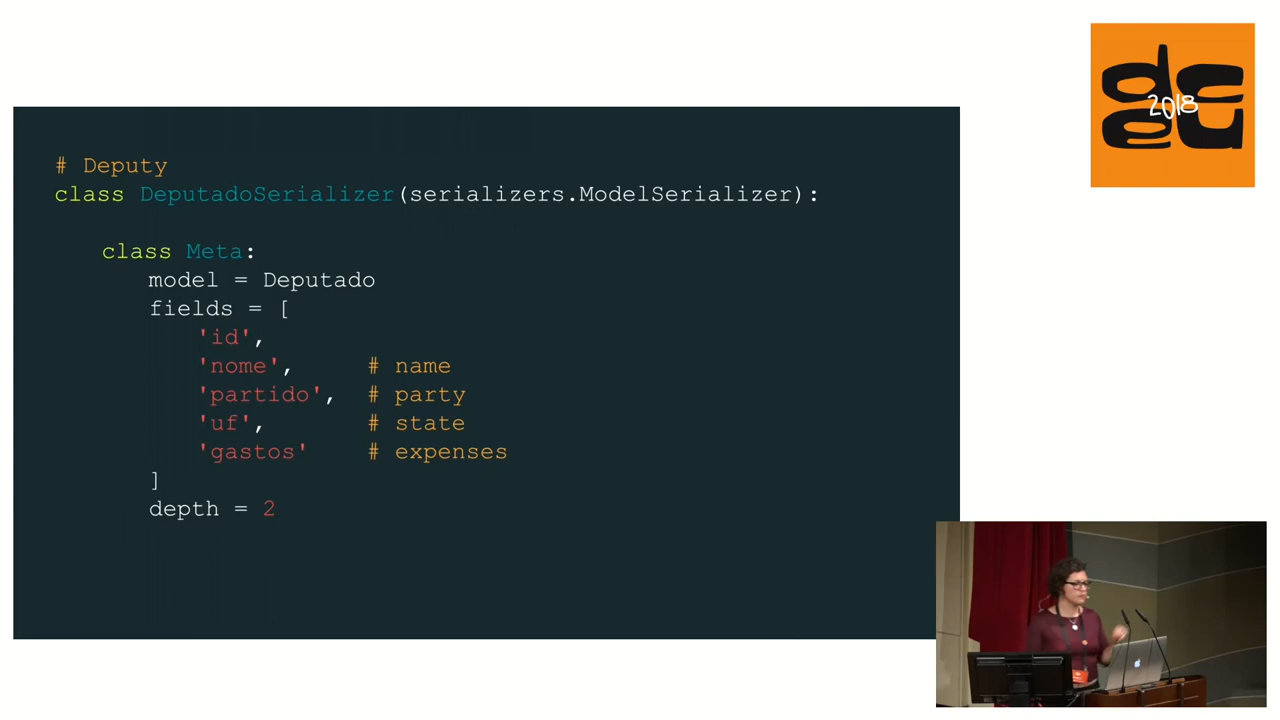 2018
# Deputy
class DeputadoSerializer(serializers.ModelSerializer):
class Meta:
model = Deputado
fields = [
'id',
'nome', # name
'partido', # party
'uf', # state
'gastos' # expenses
]
depth = 2